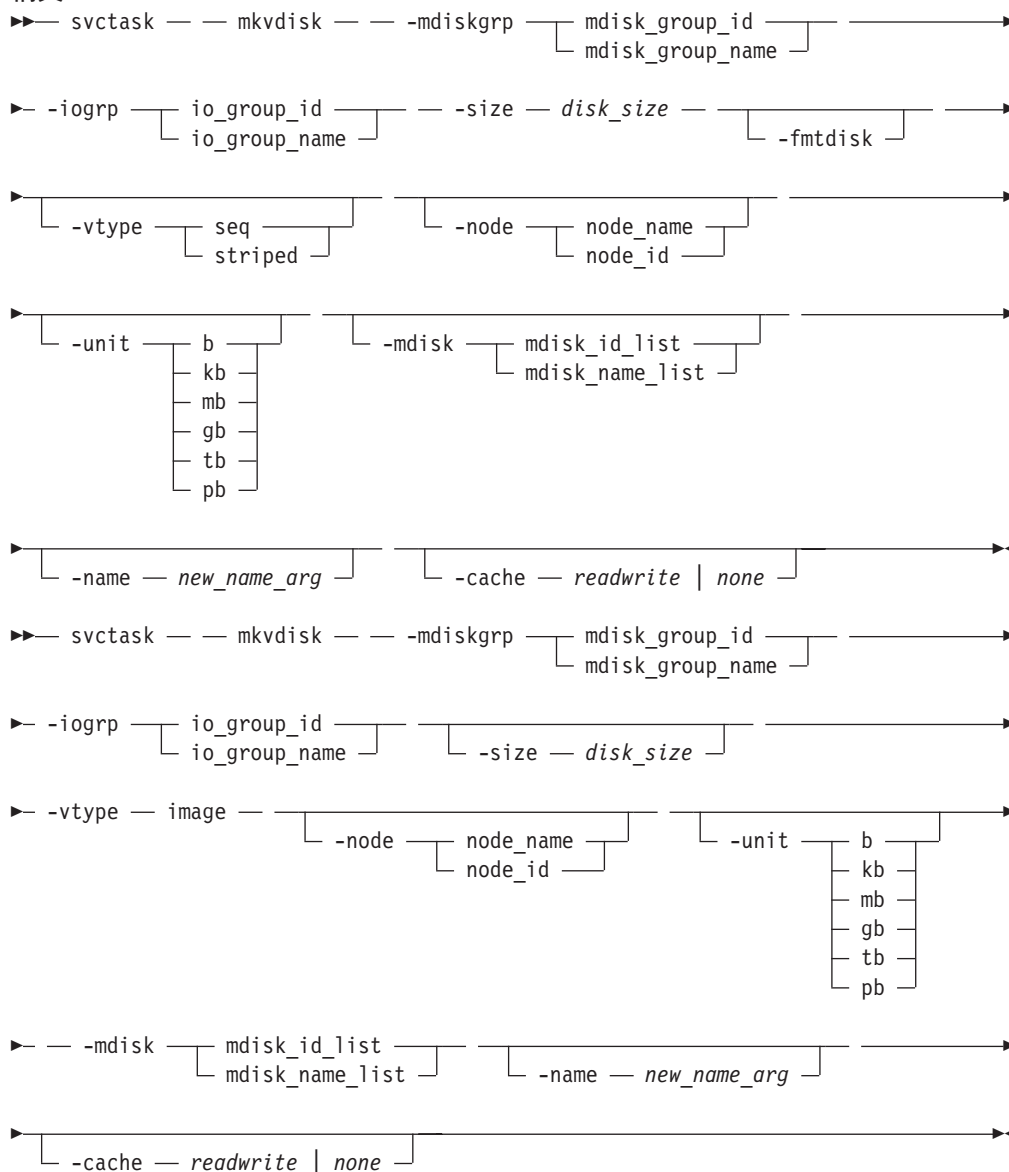 svctask mkvdisk -mdiskgrp mdisk_group_id
mdisk_group_name
-iogrp io_group_id -size disk_size
io_group_name -fmtdisk
-vtype seq -node node_name
striped node_id
-unit b -mdisk mdisk_id_list
kb mdisk_name_list
mb
gb
tb
pb
-name new_name_arg -cache readwrite | none
svctask mkvdisk -mdiskgrp mdisk_group_id
mdisk_group_name
-iogrp io_group_id -size disk_size
io_group_name
-vtype image -node node_name -unit b
node_id kb
mb
gb
tb
pb
-mdisk mdisk_id_list -name new_name_arg
mdisk_name_list
-cache readwrite | none